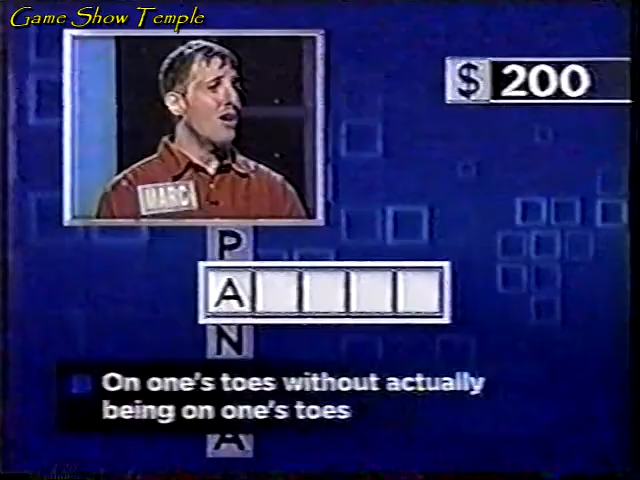 Game Show Temple
$ 200
MARC
P
A
N
On one's toes without actually
being on one's toes
A